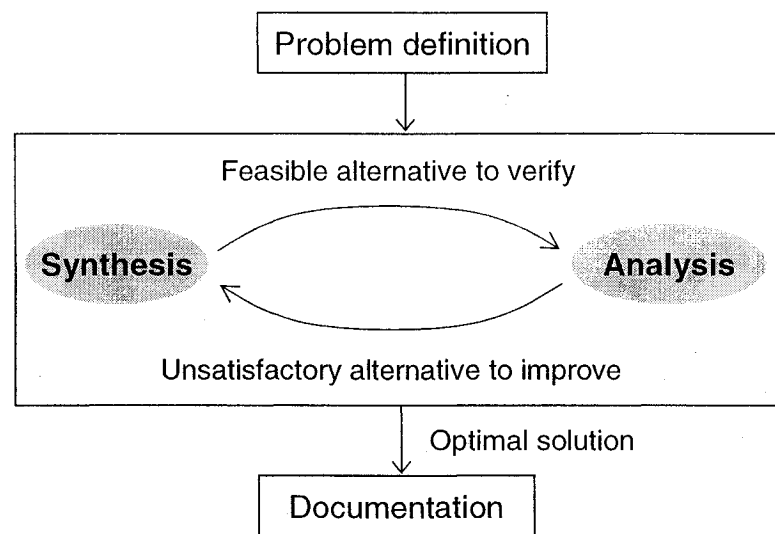 Problem definition
Feasible alternative to verify
Synthesis
Analysis
Unsatisfactory alternative to improve
Optimal solution
Documentation